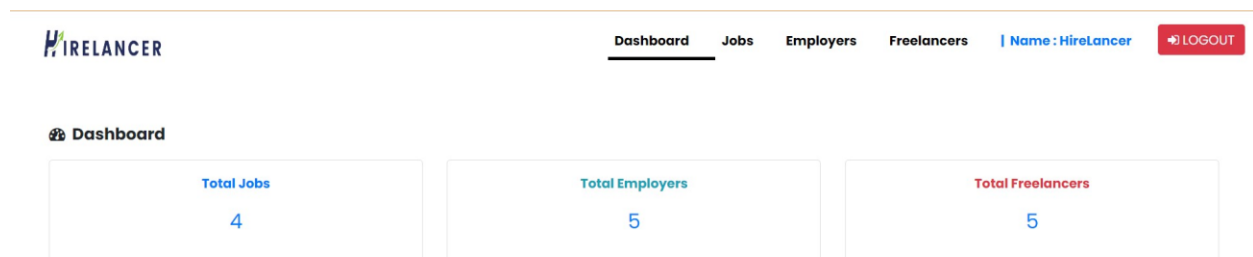 HIRELANCER
Dashboard Jobs Employers Freelancers | Name : HireLancer LOGOUT
Dashboard
Total Jobs Total Employers Total Freelancers
4 5 5